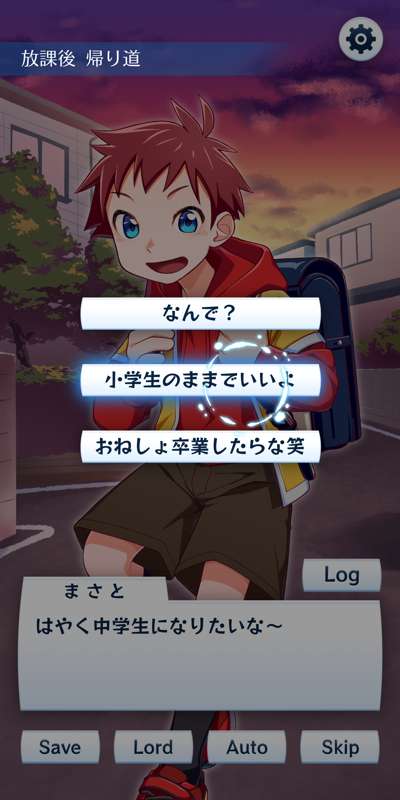 放課後 帰り道
なんで？
小学生のままでいいよ
おねしょ卒業したらな笑
Log
まさと
はやく中学生になりたいな～
Save
Lord
Auto
Skip